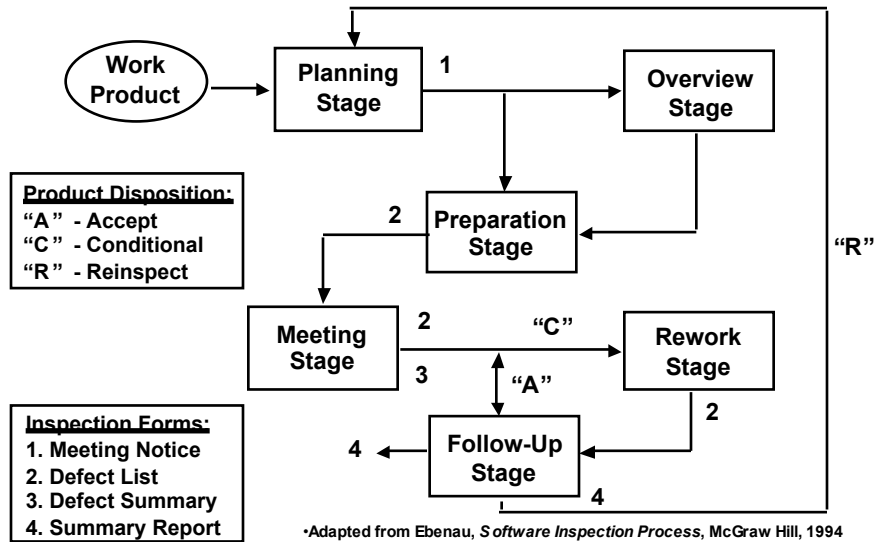 Work
Product
Planning
Stage
1
Overview
Stage
Product Disposition:
“A” - Accept
“C” - Conditional
“R” - Reinspect
2
Preparation
Stage
“R”
Meeting
Stage
2
3
“C”
“A”
Rework
Stage
2
Inspection Forms:
1. Meeting Notice
2. Defect List
3. Defect Summary
4. Summary Report
4
Follow-Up
Stage
4
•Adapted from Ebenau, Software Inspection Process, McGraw Hill, 1994